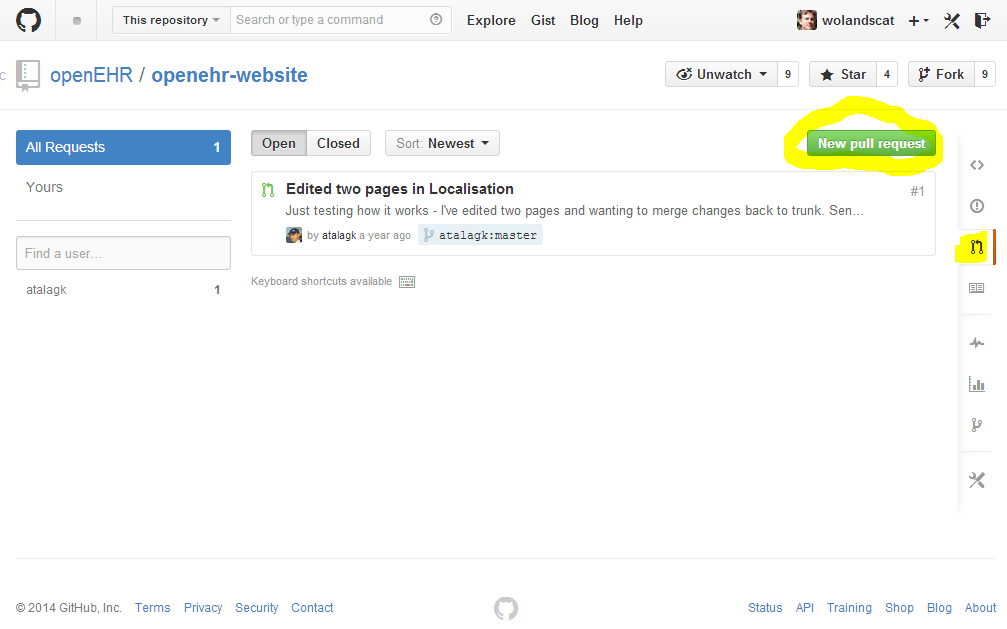 This repository Search or type a command Explore Gist Blog Help wolandscat
openEHR / openehr-website Unwatch 9 Star 4 Fork 9
All Requests 1
Yours
Find a user...
atalagk 1
Open Closed Sort: Newest New pull request
Edited two pages in Localisation #1
Just testing how it works - I've edited two pages and wanting to merge changes back to trunk. Sen…
by atalagk a year ago atalagk:master
Keyboard shortcuts available
© 2014 GitHub, Inc. Terms Privacy Security Contact Status API Training Shop Blog About